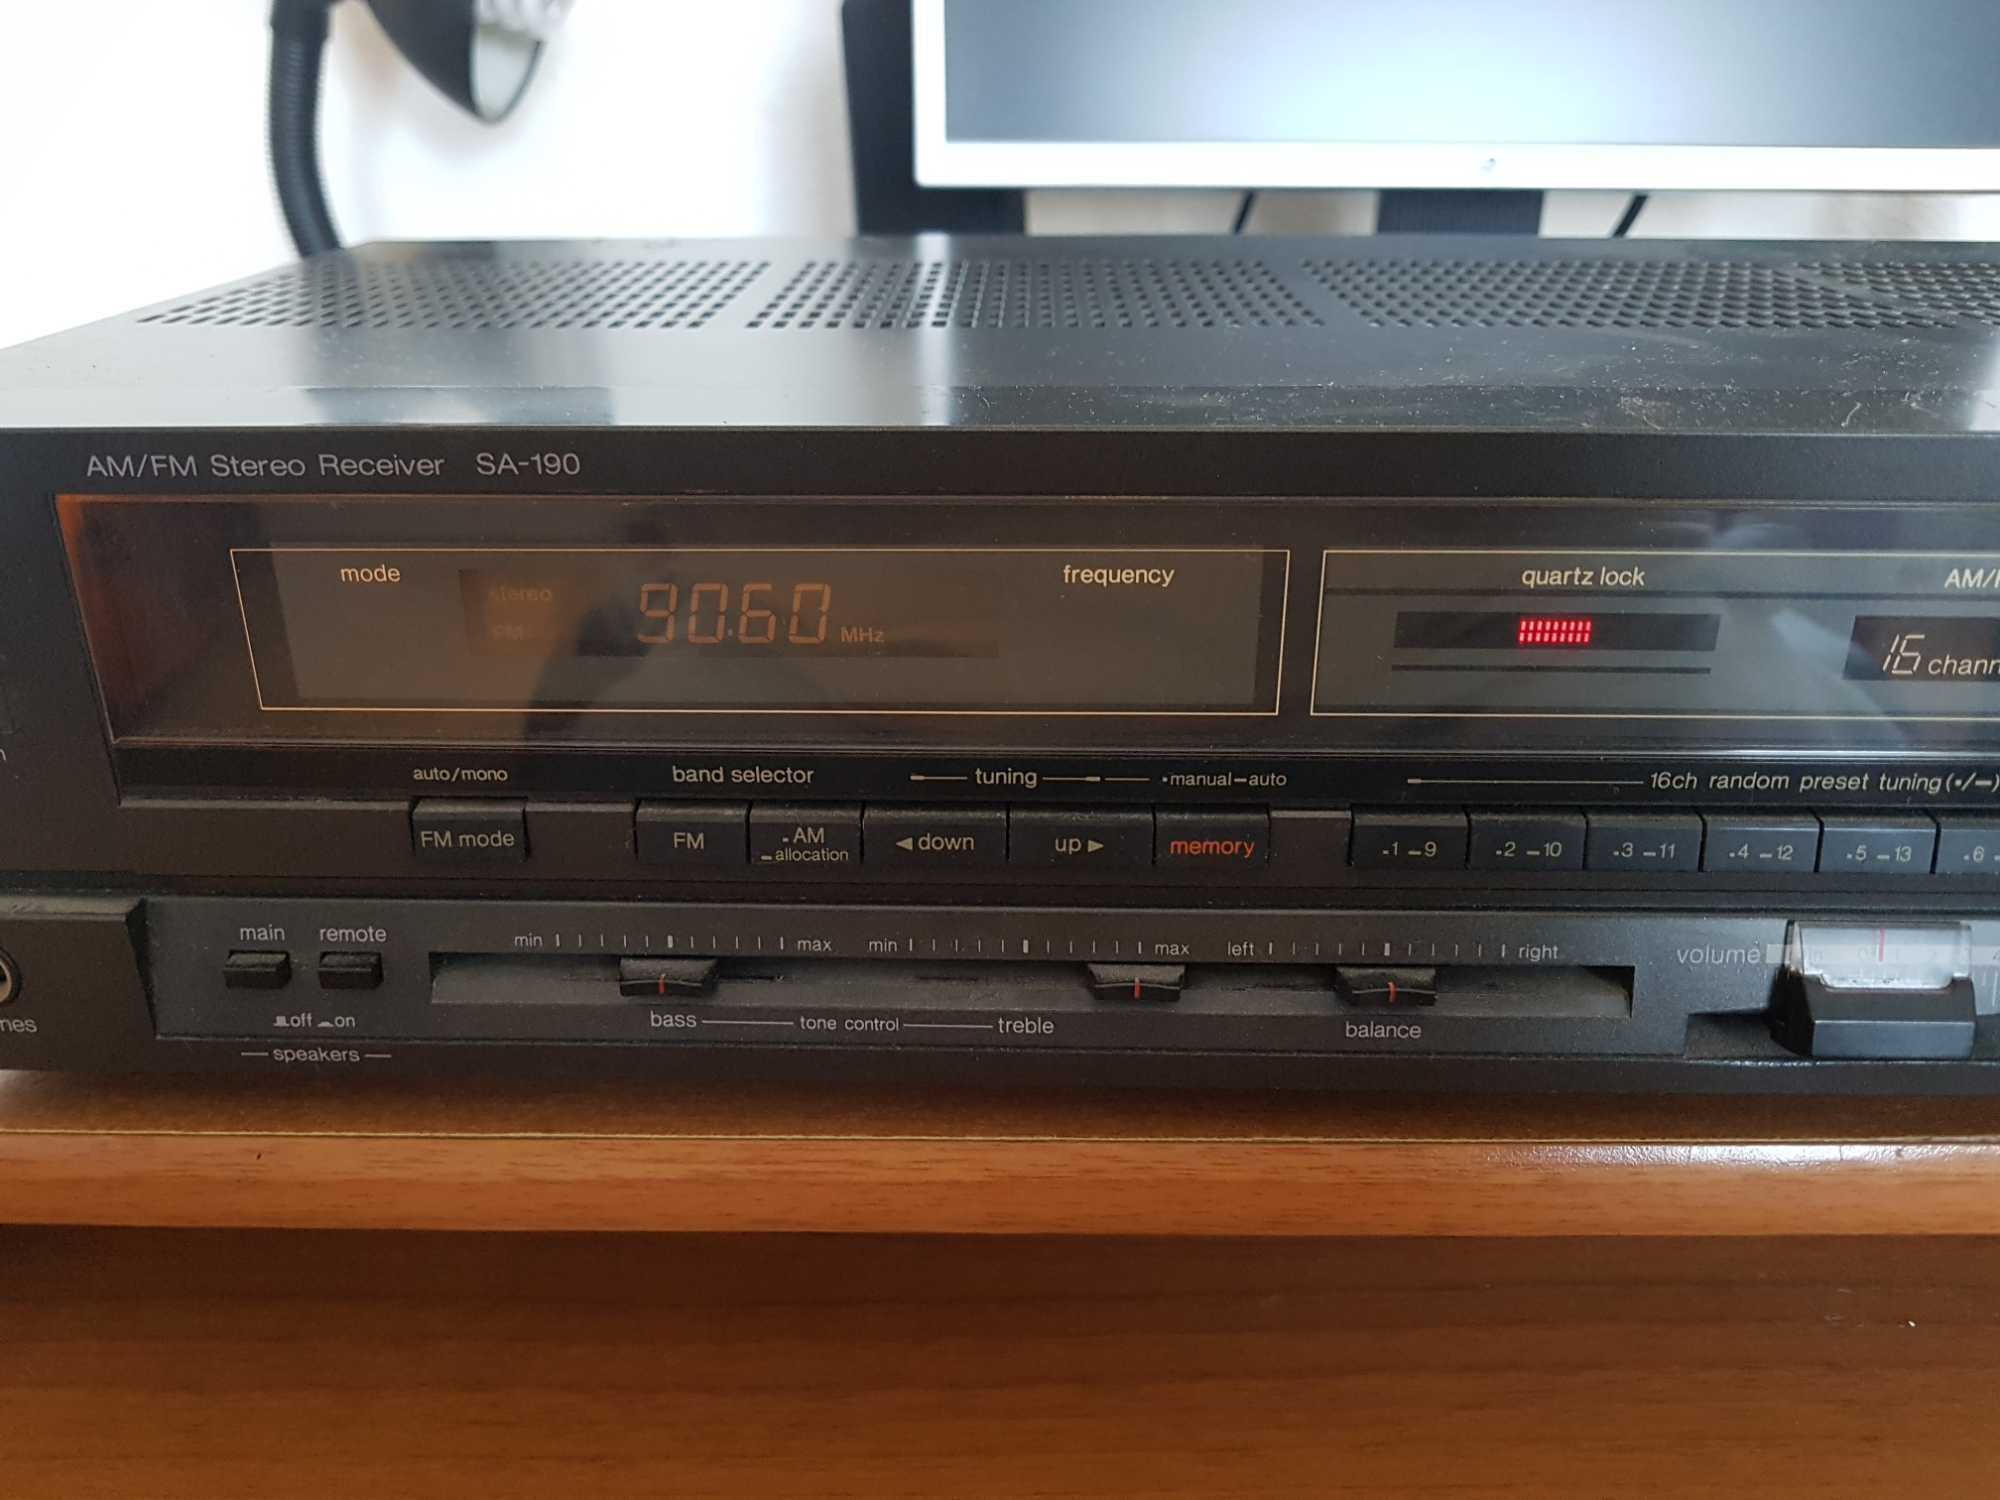 AM/FM Stereo Receiver SA-190
mode
frequency
stereo
FM
90.60 MHz
quartz lock
16
auto/mono
band selector
tuning
•manual–auto
16ch random preset tuning(•/–)
FM mode
FM
•AM
–allocation
◄down
up►
memory
•1 –9
•2 –10
•3 –11
•4 –12
•5 –13
•6
main
remote
off on
speakers
min
max
min
max
left
right
bass
tone control
treble
balance
volume